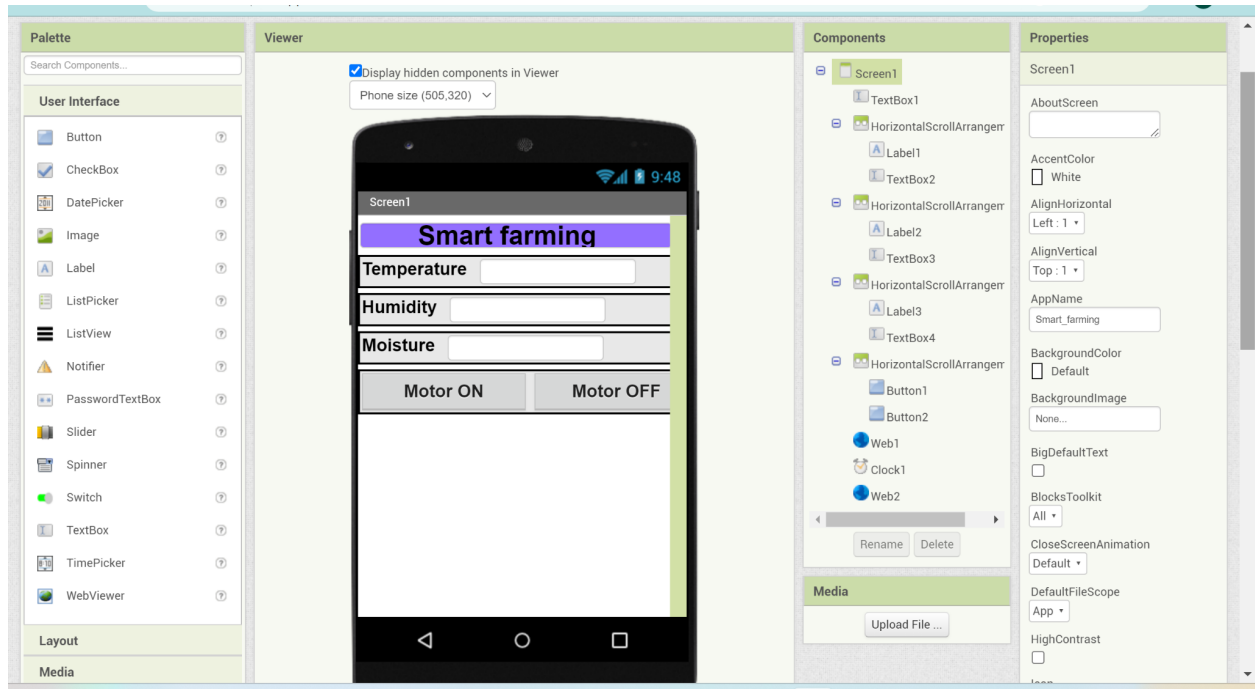 Palette
Search Components...
User Interface
Button
CheckBox
DatePicker
Image
Label
ListPicker
ListView
Notifier
PasswordTextBox
Slider
Spinner
Switch
TextBox
TimePicker
WebViewer
Layout
Media
Viewer
Display hidden components in Viewer
Phone size (505,320)
9:48
Screen1
Smart farming
Temperature
Humidity
Moisture
Motor ON Motor OFF
Components
Screen1
TextBox1
HorizontalScrollArrangem
Label1
TextBox2
HorizontalScrollArrangem
Label2
TextBox3
HorizontalScrollArrangem
Label3
TextBox4
HorizontalScrollArrangem
Button1
Button2
Web1
Clock1
Web2
Rename Delete
Media
Upload File ...
Properties
Screen1
AboutScreen
AccentColor
White
AlignHorizontal
Left : 1
AlignVertical
Top : 1
AppName
Smart_farming
BackgroundColor
Default
BackgroundImage
None...
BigDefaultText
BlocksToolkit
All
CloseScreenAnimation
Default
DefaultFileScope
App
HighContrast